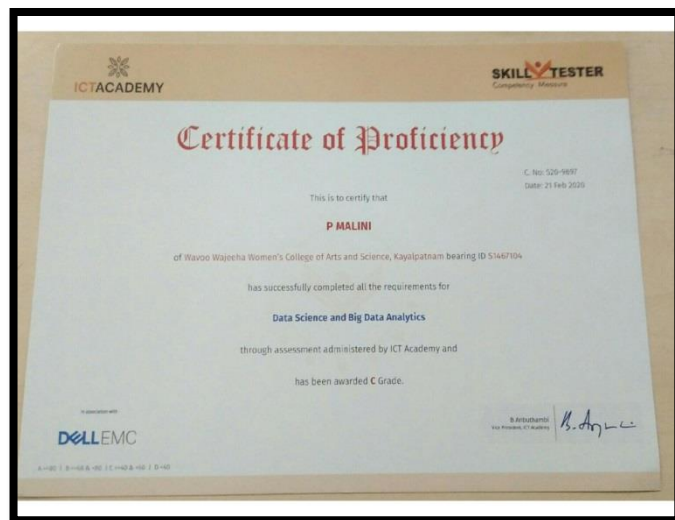 ICTACADEMY
SKILL TESTER
Competency Measure
Certificate of Proficiency
C. No: S20-9897
Date: 21 Feb 2020
This is to certify that
P MALINI
of Wavoo Wajeeha Women's College of Arts and Science, Kayalpatnam bearing ID S1467104
has successfully completed all the requirements for
Data Science and Big Data Analytics
through assessment administered by ICT Academy and
has been awarded C Grade.
In association with
DELLEMC
B Anbuthambi
Vice President, ICT Academy